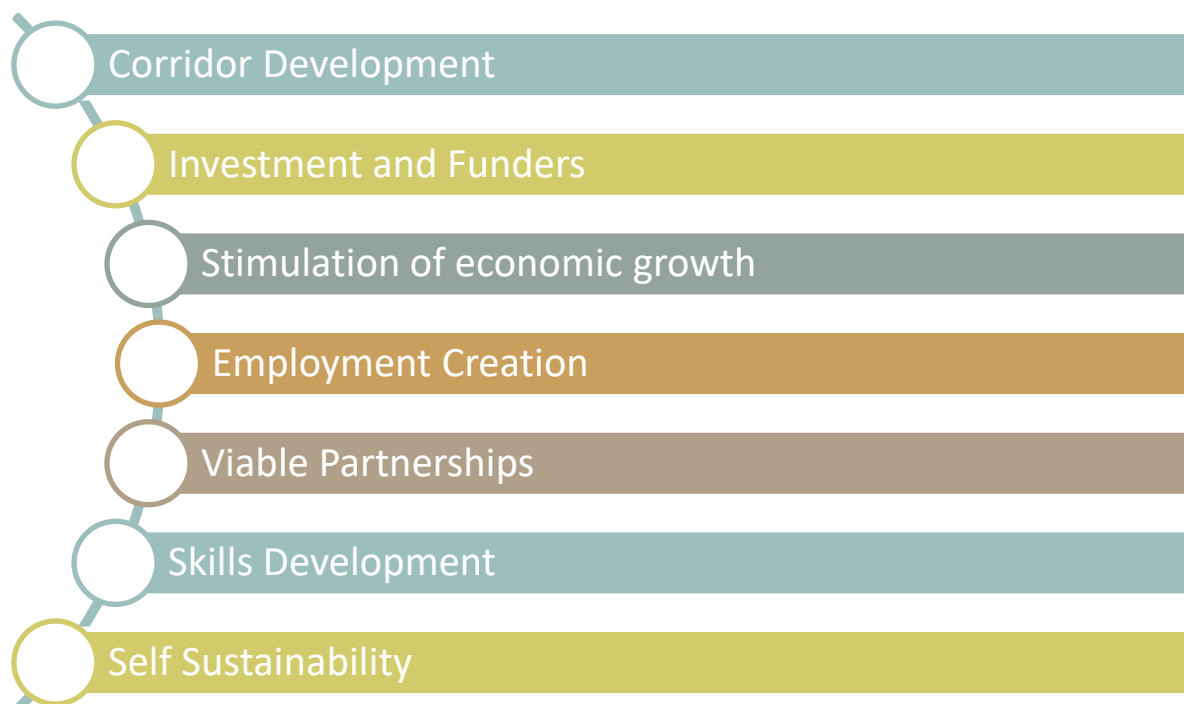 Corridor Development
Investment and Funders
Stimulation of economic growth
Employment Creation
Viable Partnerships
Skills Development
Self Sustainability